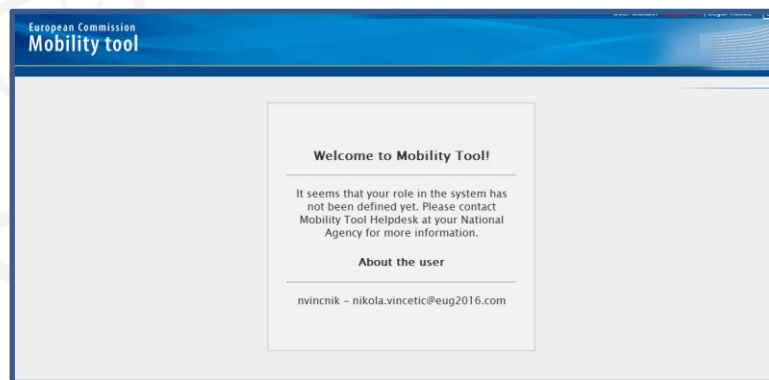 European Commission
Mobility tool
Welcome to Mobility Tool!
It seems that your role in the system has
not been defined yet. Please contact
Mobility Tool Helpdesk at your National
Agency for more information.
About the user
nvincnik – nikola.vincetic@eug2016.com